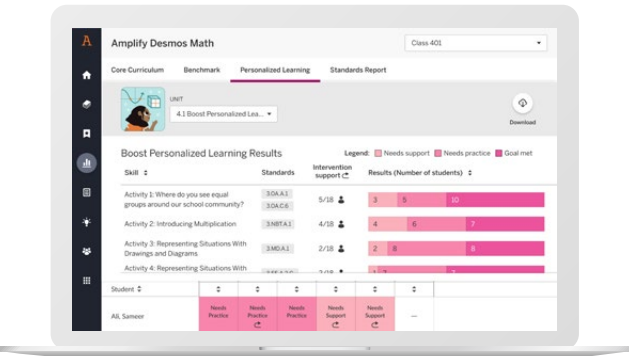 A
Amplify Desmos Math
Class 401
Core Curriculum Benchmark Personalized Learning Standards Report
UNIT
4.1 Boost Personalized Lea...
Download
Boost Personalized Learning Results
Legend: Needs support Needs practice Goal met
Skill Standards Intervention support Results (Number of students)
Activity 1: Where do you see equal groups around our school community?
3.OA.A.1
3.OA.C.6
5/18
3 5 10
Activity 2: Introducing Multiplication
3.NBT.A.1
4/18
4 6 7
Activity 3: Representing Situations With Drawings and Diagrams
3.MD.A.1
2/18
2 8 8
Activity 4: Representing Situations With
Student
Ali, Sameer
Needs Practice
Needs Practice
Needs Practice
Needs Support
Needs Support
—